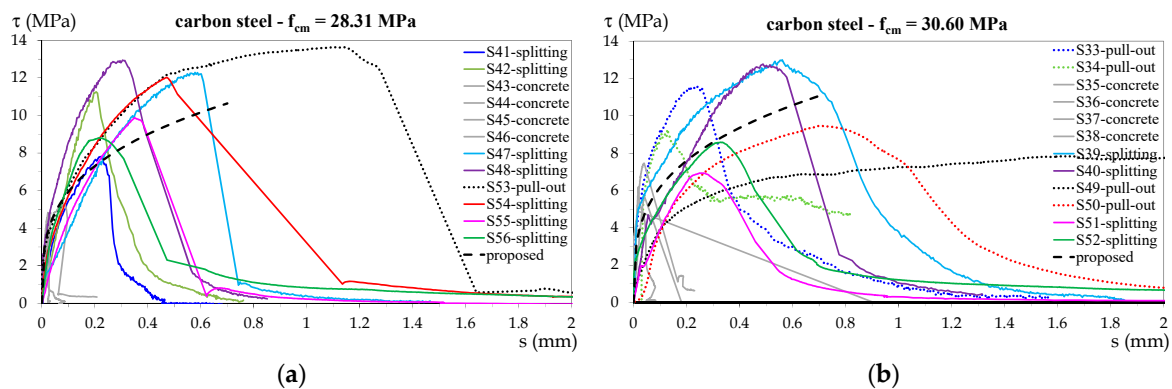 τ (MPa)
carbon steel - fcm = 28.31 MPa
14
12
10
8
6
4
2
0
0
0.2
0.4
0.6
0.8
1
1.2
1.4
1.6
1.8
2
s (mm)
S41-splitting
S42-splitting
S43-concrete
S44-concrete
S45-concrete
S46-concrete
S47-splitting
S48-splitting
S53-pull-out
S54-splitting
S55-splitting
S56-splitting
proposed
(a)
τ (MPa)
carbon steel - fcm = 30.60 MPa
14
12
10
8
6
4
2
0
0
0.2
0.4
0.6
0.8
1
1.2
1.4
1.6
1.8
2
s (mm)
S33-pull-out
S34-pull-out
S35-concrete
S36-concrete
S37-concrete
S38-concrete
S39-splitting
S40-splitting
S49-pull-out
S50-pull-out
S51-splitting
S52-splitting
proposed
(b)